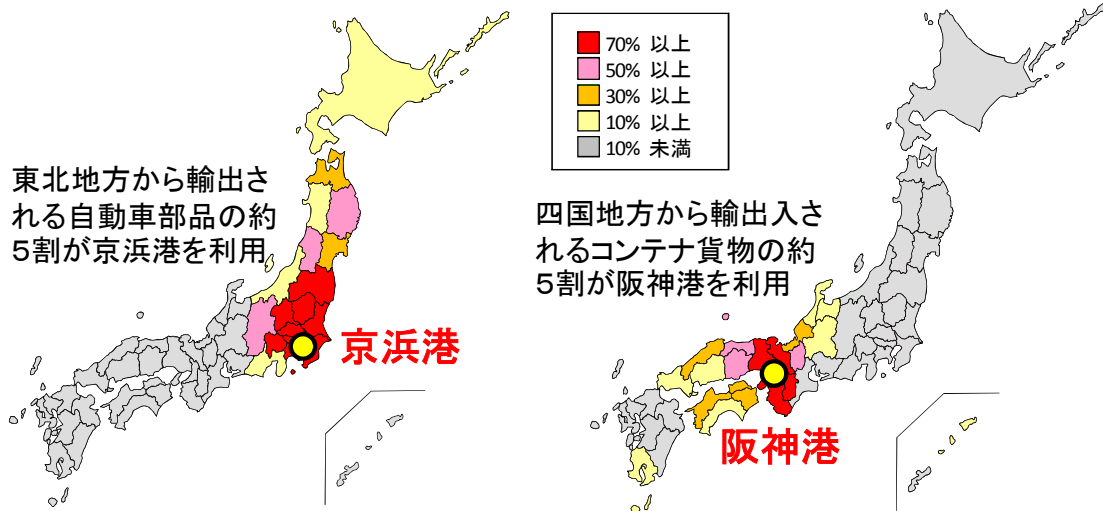 東北地方から輸出さ
れる自動車部品の約
５割が京浜港を利用
京浜港
70% 以上
50% 以上
30% 以上
10% 以上
10% 未満
四国地方から輸出入さ
れるコンテナ貨物の約
５割が阪神港を利用
阪神港